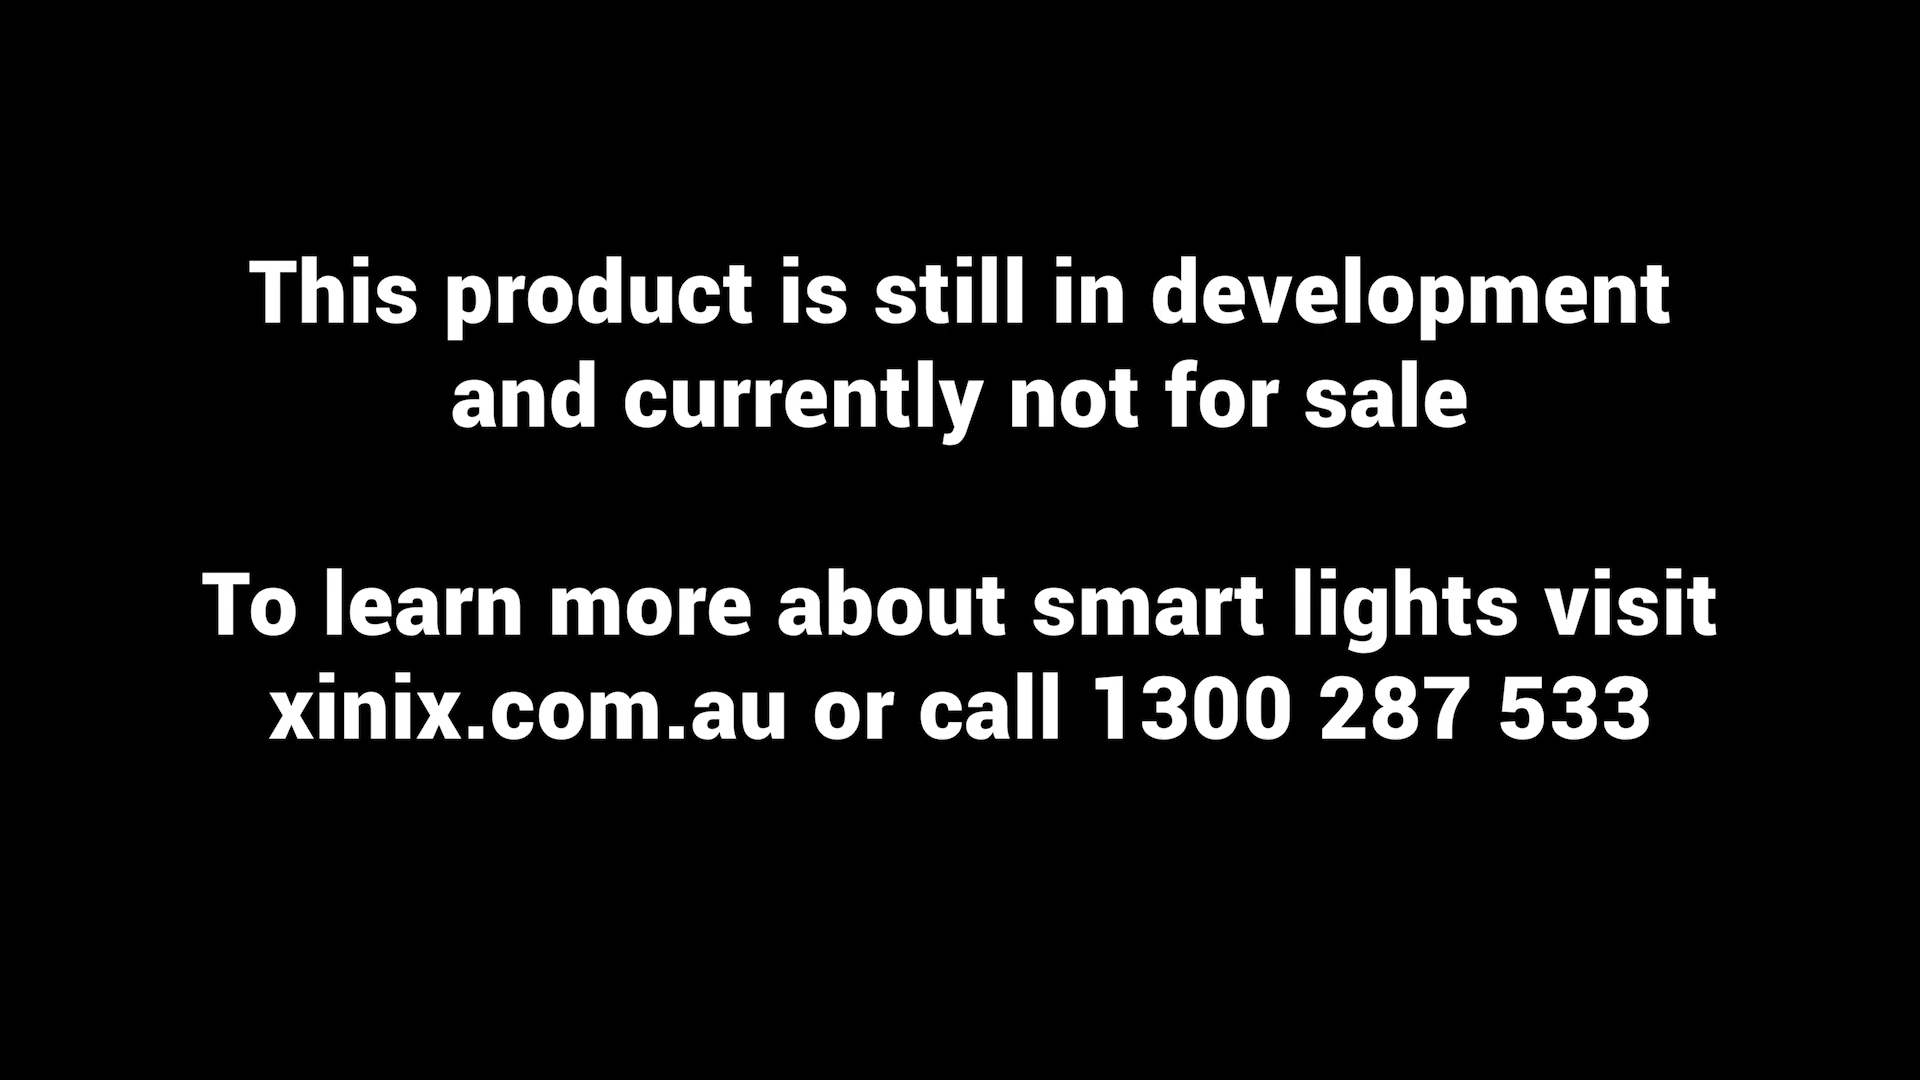 This product is still in development
and currently not for sale
To learn more about smart lights visit
xinix.com.au or call 1300 287 533